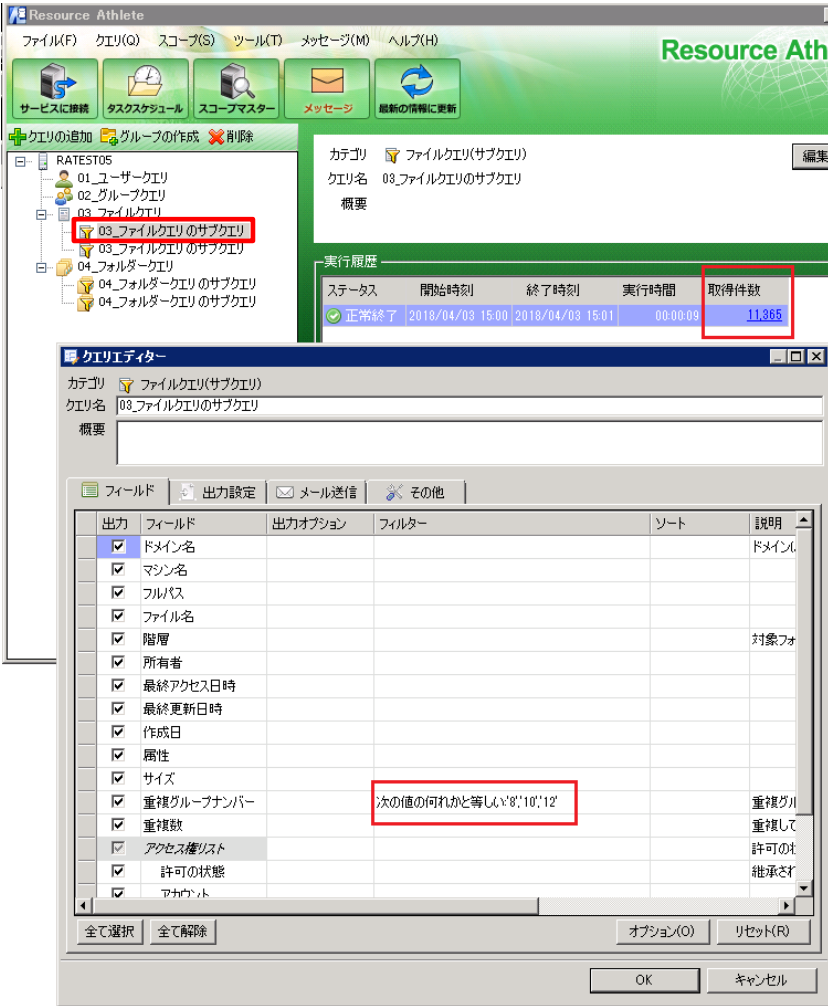 Resource Athlete
ファイル(F) クエリ(Q) スコープ(S) ツール(T) メッセージ(M) ヘルプ(H)
Resource Ath
サービスに接続 タスクスケジュール スコープマスター メッセージ 最新の情報に更新
クエリの追加 グループの作成 削除
RATEST05
01_ユーザークエリ
02_グループクエリ
03_ファイルクエリ
03_ファイルクエリのサブクエリ
03_ファイルクエリのサブクエリ
04_フォルダークエリ
04_フォルダークエリのサブクエリ
04_フォルダークエリのサブクエリ
カテゴリ ファイルクエリ(サブクエリ) 編集
クエリ名 03_ファイルクエリのサブクエリ
概要
実行履歴
ステータス 開始時刻 終了時刻 実行時間 取得件数
正常終了 2018/04/03 15:00 2018/04/03 15:01 00:00:09 11,365
クエリエディター
カテゴリ ファイルクエリ(サブクエリ)
クエリ名 03_ファイルクエリのサブクエリ
概要
フィールド 出力設定 メール送信 その他
出力 フィールド 出力オプション フィルター ソート 説明
ドメイン名 ドメイン(
マシン名
フルパス
ファイル名
階層 対象フォ
所有者
最終アクセス日時
最終更新日時
作成日
属性
サイズ
重複グループナンバー 次の値の何れかと等しい:'8','10','12' 重複グル
重複数 重複して
アクセス権リスト 許可の状
許可の状態 継承され
アカウント
全て選択 全て解除 オプション(O) リセット(R)
OK キャンセル